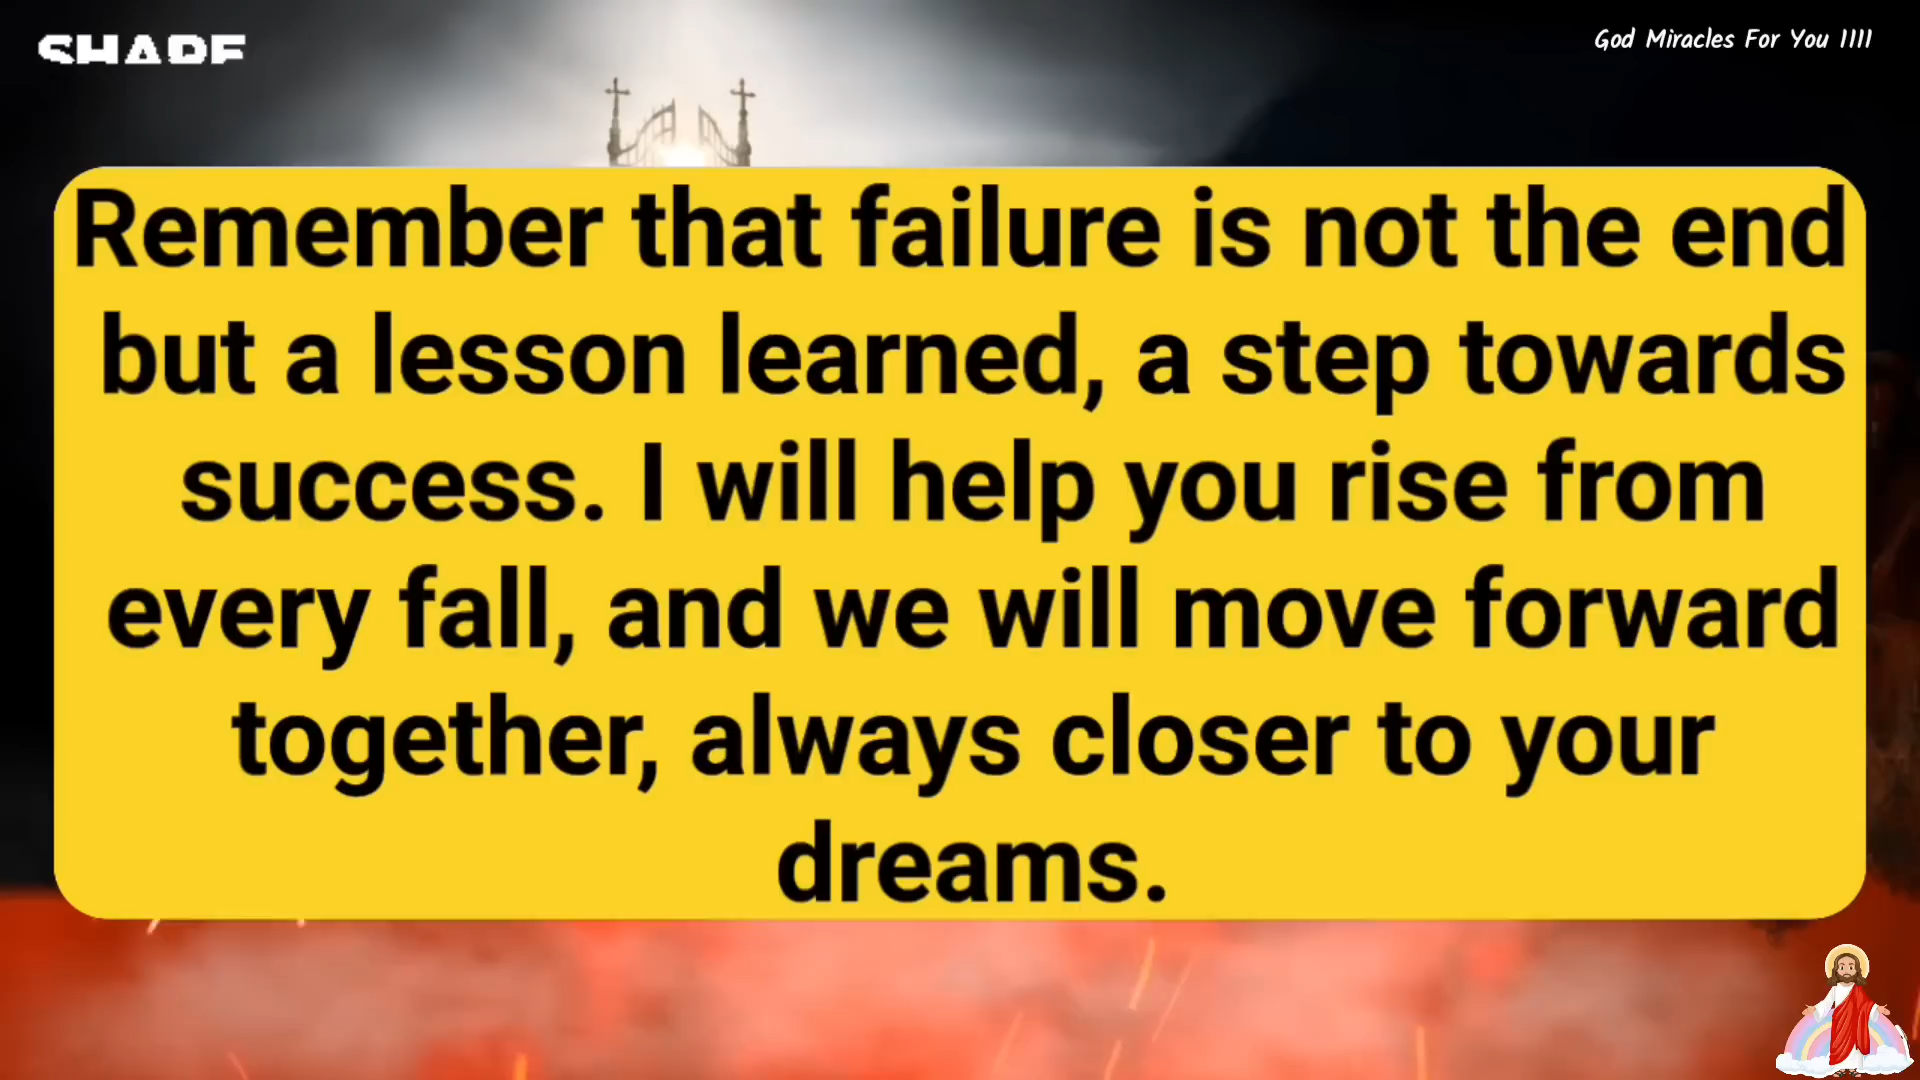 God Miracles For You 1111
Remember that failure is not the end
but a lesson learned, a step towards
success. I will help you rise from
every fall, and we will move forward
together, always closer to your
dreams.